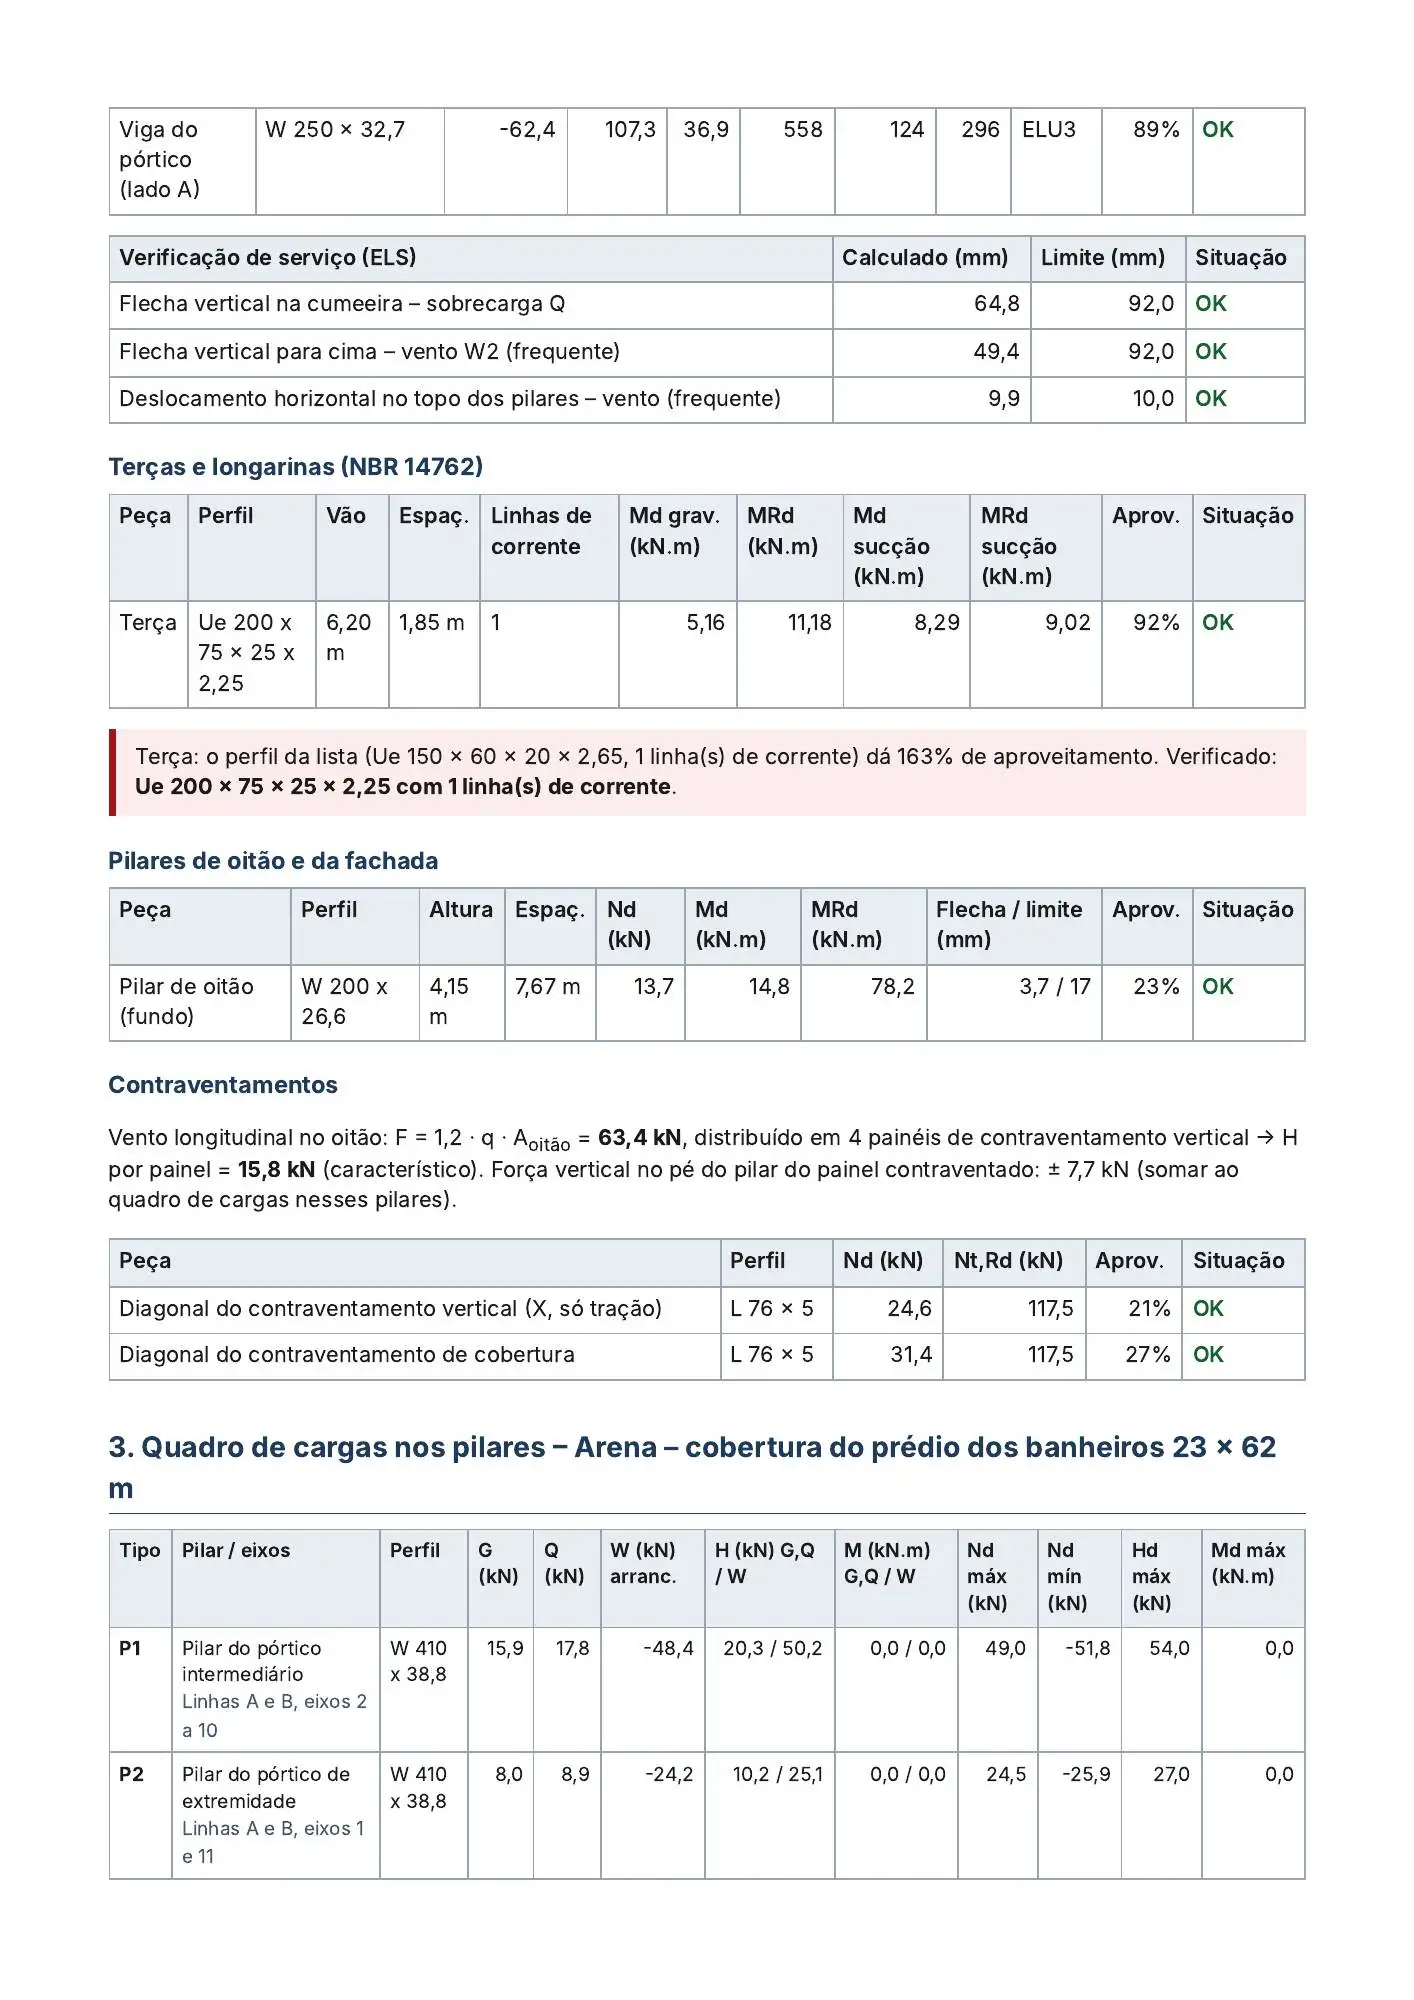 Viga do pórtico (lado A) W 250 × 32,7 -62,4 107,3 36,9 558 124 296 ELU3 89% OK
Verificação de serviço (ELS) Calculado (mm) Limite (mm) Situação
Flecha vertical na cumeeira – sobrecarga Q 64,8 92,0 OK
Flecha vertical para cima – vento W2 (frequente) 49,4 92,0 OK
Deslocamento horizontal no topo dos pilares – vento (frequente) 9,9 10,0 OK
Terças e longarinas (NBR 14762)
Peça Perfil Vão Espaç. Linhas de corrente Md grav. (kN.m) MRd (kN.m) Md sucção (kN.m) MRd sucção (kN.m) Aprov. Situação
Terça Ue 200 x 75 × 25 x 2,25 6,20 m 1,85 m 1 5,16 11,18 8,29 9,02 92% OK
Terça: o perfil da lista (Ue 150 × 60 × 20 × 2,65, 1 linha(s) de corrente) dá 163% de aproveitamento. Verificado:
Ue 200 × 75 × 25 × 2,25 com 1 linha(s) de corrente.
Pilares de oitão e da fachada
Peça Perfil Altura Espaç. Nd (kN) Md (kN.m) MRd (kN.m) Flecha / limite (mm) Aprov. Situação
Pilar de oitão (fundo) W 200 x 26,6 4,15 m 7,67 m 13,7 14,8 78,2 3,7 / 17 23% OK
Contraventamentos
Vento longitudinal no oitão: F = 1,2 · q · Aoitão = 63,4 kN, distribuído em 4 painéis de contraventamento vertical → H
por painel = 15,8 kN (característico). Força vertical no pé do pilar do painel contraventado: ± 7,7 kN (somar ao
quadro de cargas nesses pilares).
Peça Perfil Nd (kN) Nt,Rd (kN) Aprov. Situação
Diagonal do contraventamento vertical (X, só tração) L 76 × 5 24,6 117,5 21% OK
Diagonal do contraventamento de cobertura L 76 × 5 31,4 117,5 27% OK
3. Quadro de cargas nos pilares – Arena – cobertura do prédio dos banheiros 23 × 62
m
Tipo Pilar / eixos Perfil G (kN) Q (kN) W (kN) arranc. H (kN) G,Q / W M (kN.m) G,Q / W Nd máx (kN) Nd mín (kN) Hd máx (kN) Md máx (kN.m)
P1 Pilar do pórtico intermediário Linhas A e B, eixos 2 a 10 W 410 x 38,8 15,9 17,8 -48,4 20,3 / 50,2 0,0 / 0,0 49,0 -51,8 54,0 0,0
P2 Pilar do pórtico de extremidade Linhas A e B, eixos 1 e 11 W 410 x 38,8 8,0 8,9 -24,2 10,2 / 25,1 0,0 / 0,0 24,5 -25,9 27,0 0,0